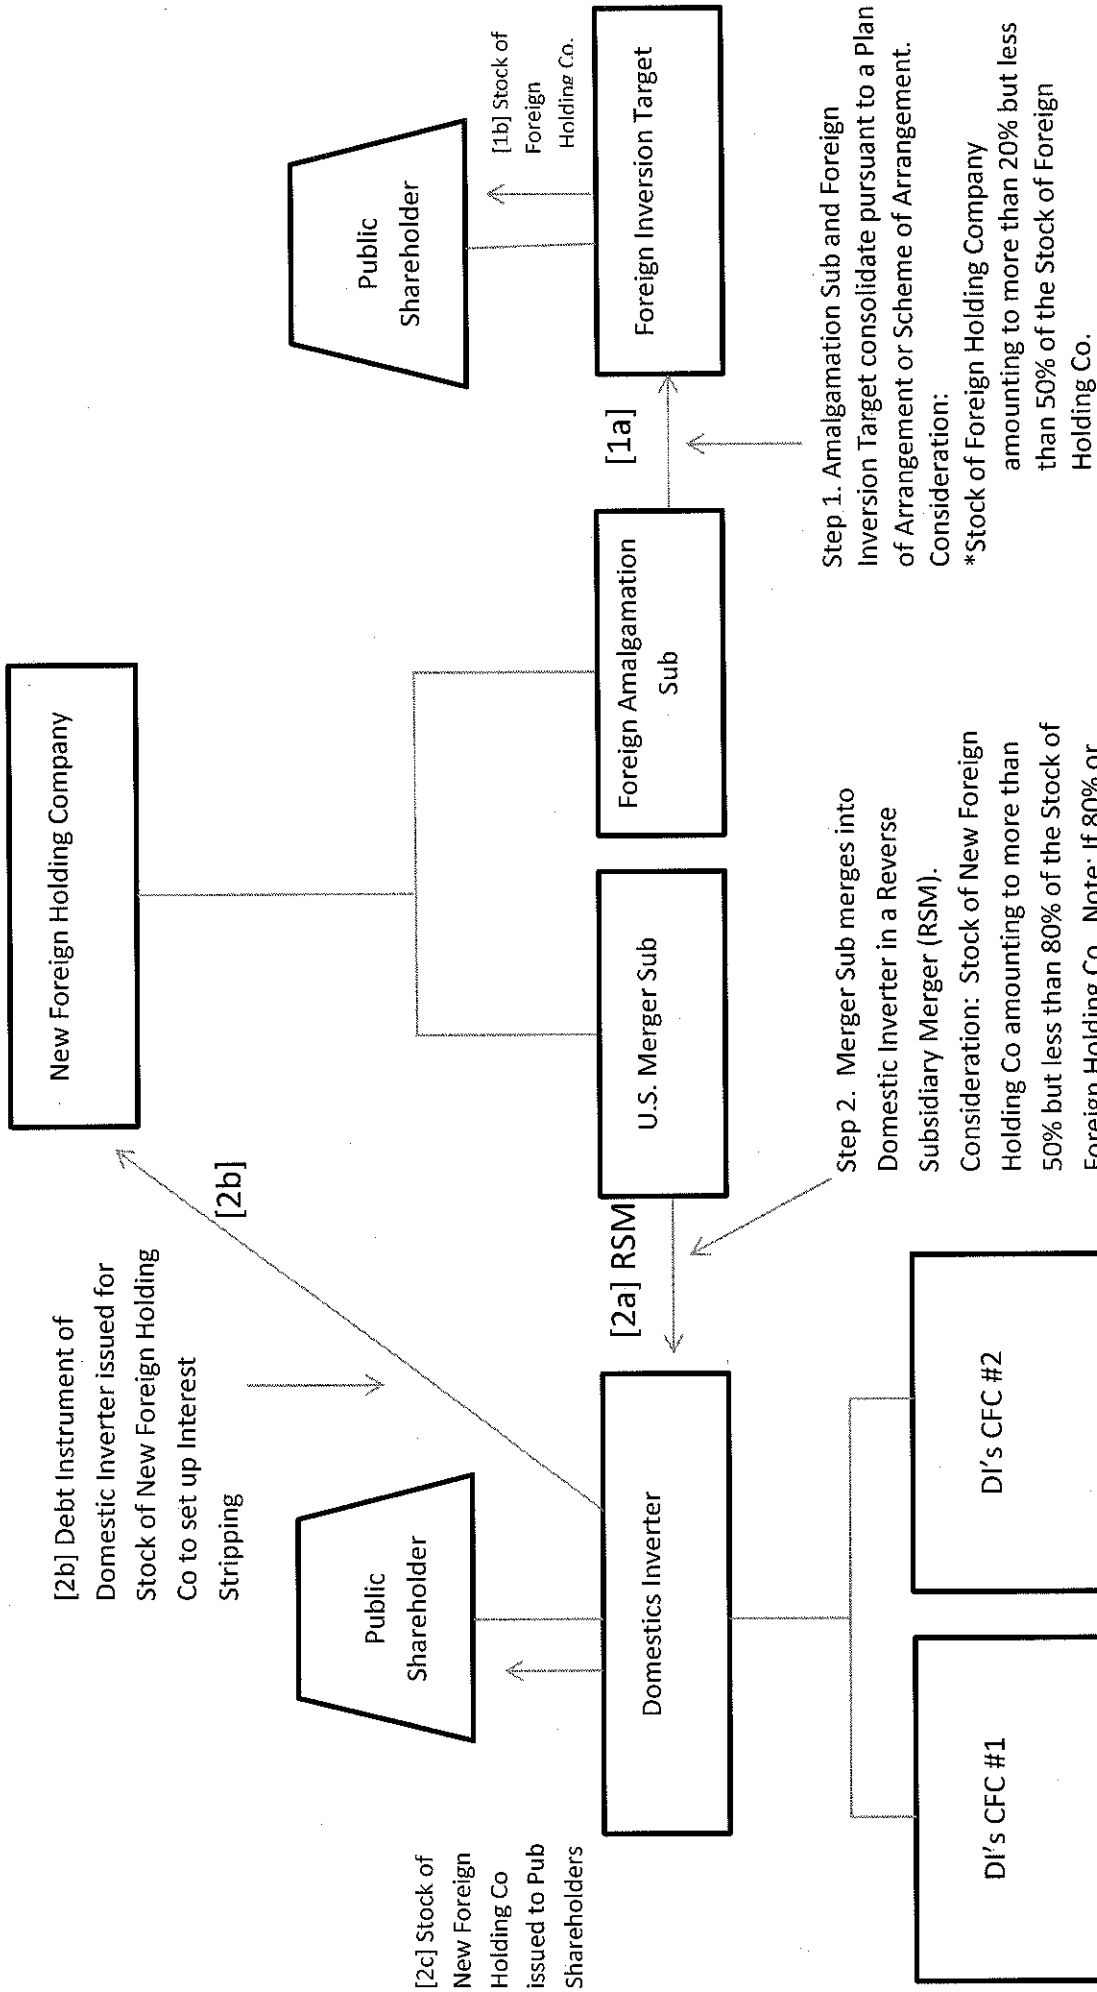 New Foreign Holding Company
[2b] Debt Instrument of
Domestic Inverter issued for
Stock of New Foreign Holding
Co to set up Interest
Stripping
[2b]
[2c] Stock of
New Foreign
Holding Co
issued to Pub
Shareholders
Public
Shareholder
Public
Shareholder
[1b] Stock of
Foreign
Holding Co.
Domestics Inverter
[2a] RSM
U.S. Merger Sub
Foreign Amalgamation
Sub
[1a]
Foreign Inversion Target
DI's CFC #1
DI's CFC #2
Step 2. Merger Sub merges into
Domestic Inverter in a Reverse
Subsidiary Merger (RSM).
Consideration: Stock of New Foreign
Holding Co amounting to more than
50% but less than 80% of the Stock of
Foreign Holding Co. Note: If 80% or
Step 1. Amalgamation Sub and Foreign
Inversion Target consolidate pursuant to a Plan
of Arrangement or Scheme of Arrangement.
Consideration:
*Stock of Foreign Holding Company
amounting to more than 20% but less
than 50% of the Stock of Foreign
Holding Co.